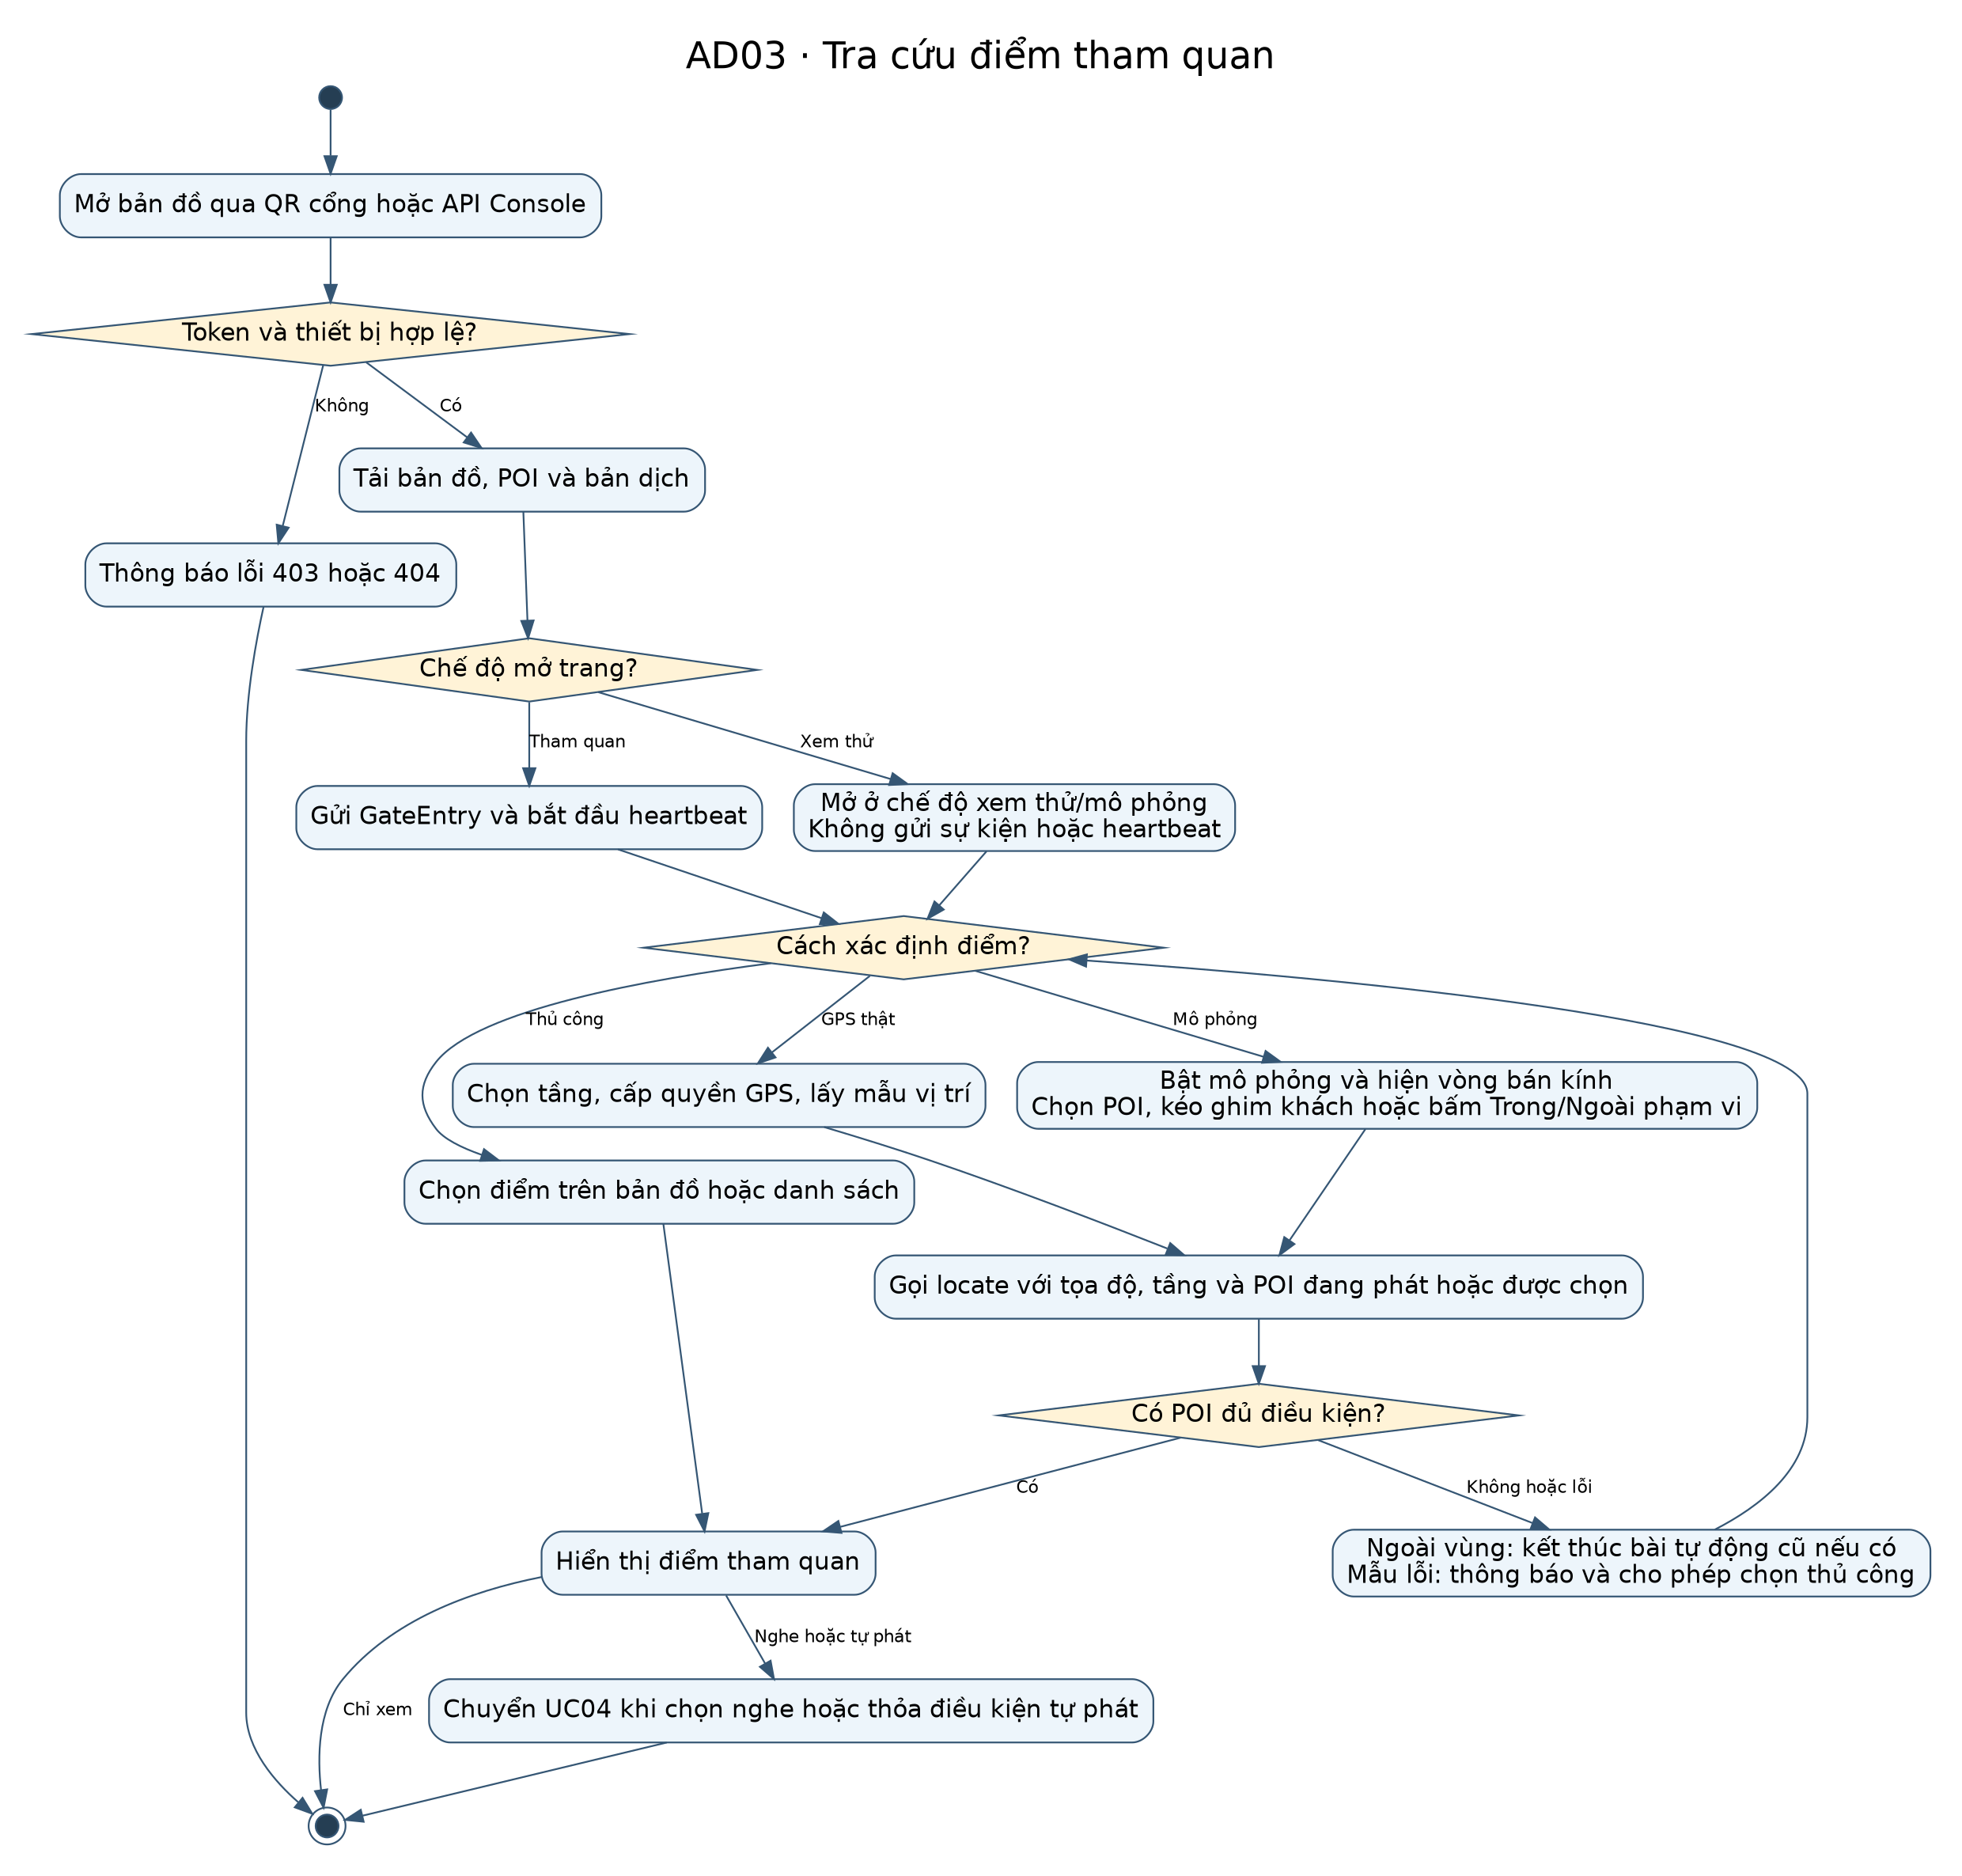 AD03 · Tra cứu điểm tham quan
Mở bản đồ qua QR cổng hoặc API Console
Token và thiết bị hợp lệ?
Không
Có
Tải bản đồ, POI và bản dịch
Thông báo lỗi 403 hoặc 404
Chế độ mở trang?
Tham quan
Xem thử
Gửi GateEntry và bắt đầu heartbeat
Mở ở chế độ xem thử/mô phỏng
Không gửi sự kiện hoặc heartbeat
Cách xác định điểm?
Thủ công
GPS thật
Mô phỏng
Chọn tầng, cấp quyền GPS, lấy mẫu vị trí
Bật mô phỏng và hiện vòng bán kính
Chọn POI, kéo ghim khách hoặc bấm Trong/Ngoài phạm vi
Chọn điểm trên bản đồ hoặc danh sách
Gọi locate với tọa độ, tầng và POI đang phát hoặc được chọn
Có POI đủ điều kiện?
Có
Không hoặc lỗi
Hiển thị điểm tham quan
Ngoài vùng: kết thúc bài tự động cũ nếu có
Mẫu lỗi: thông báo và cho phép chọn thủ công
Nghe hoặc tự phát
Chỉ xem
Chuyển UC04 khi chọn nghe hoặc thỏa điều kiện tự phát